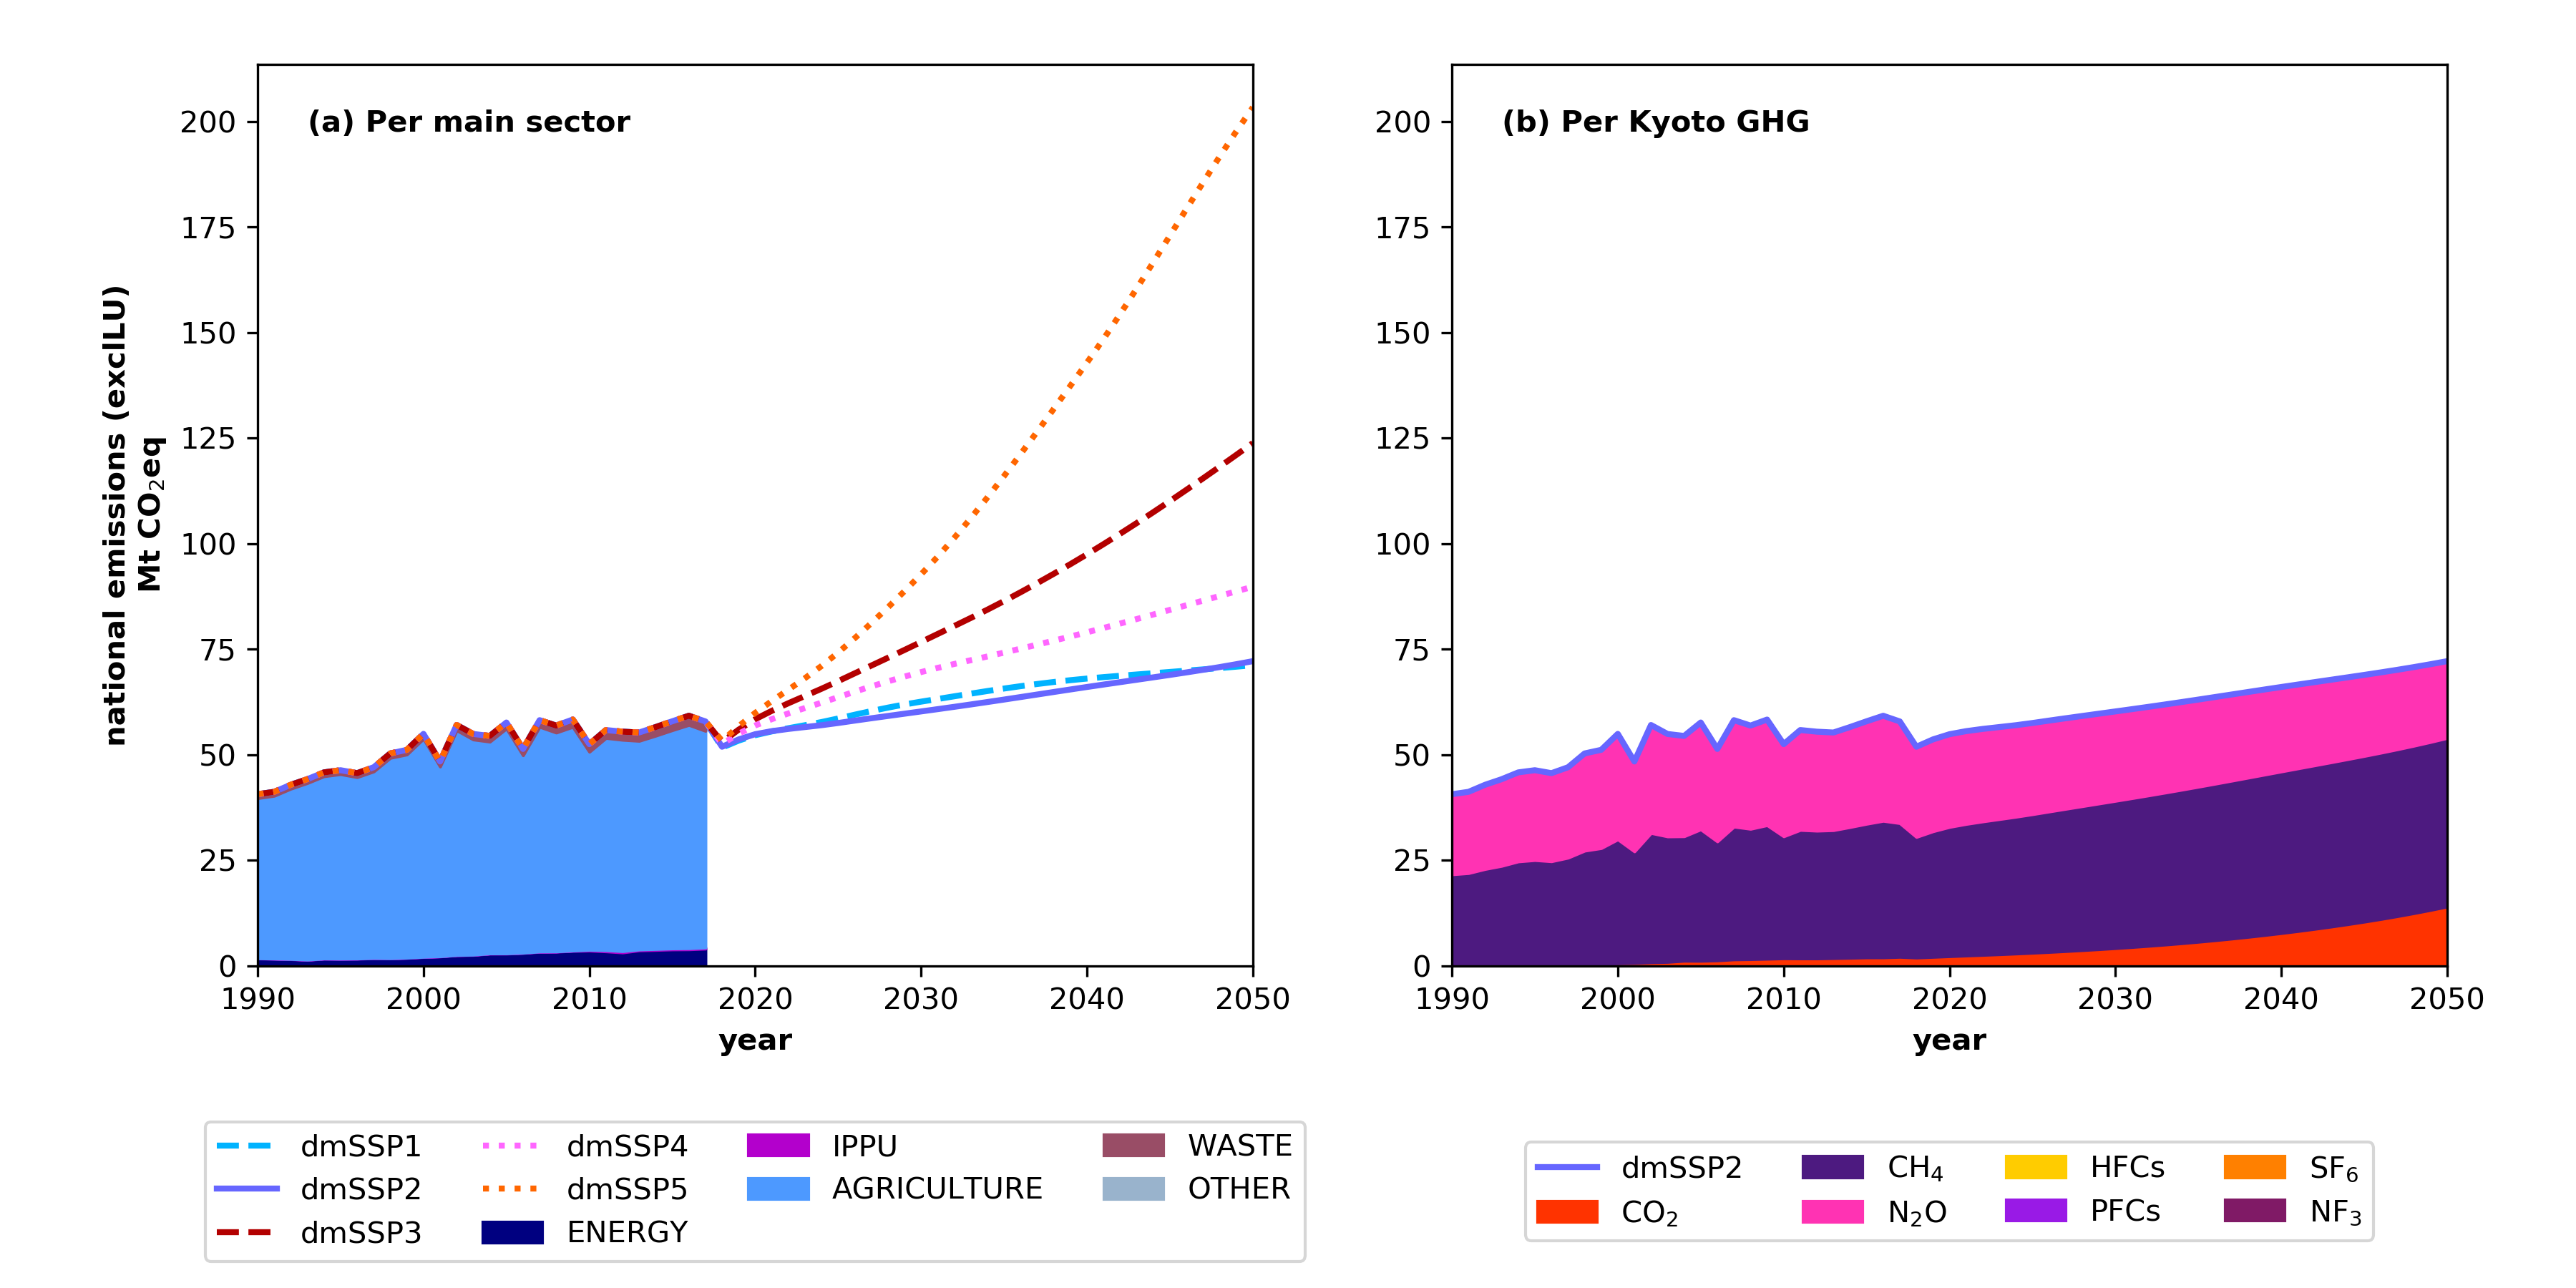 (a) Per main sector
national emissions (exclLU)
Mt CO₂eq
200
175
150
125
100
75
50
25
0
1990 2000 2010 2020 2030 2040 2050
year
dmSSP1 dmSSP4 IPPU WASTE
dmSSP2 dmSSP5 AGRICULTURE OTHER
dmSSP3 ENERGY
(b) Per Kyoto GHG
200
175
150
125
100
75
50
25
0
1990 2000 2010 2020 2030 2040 2050
year
dmSSP2 CH₄ HFCs SF₆
CO₂ N₂O PFCs NF₃